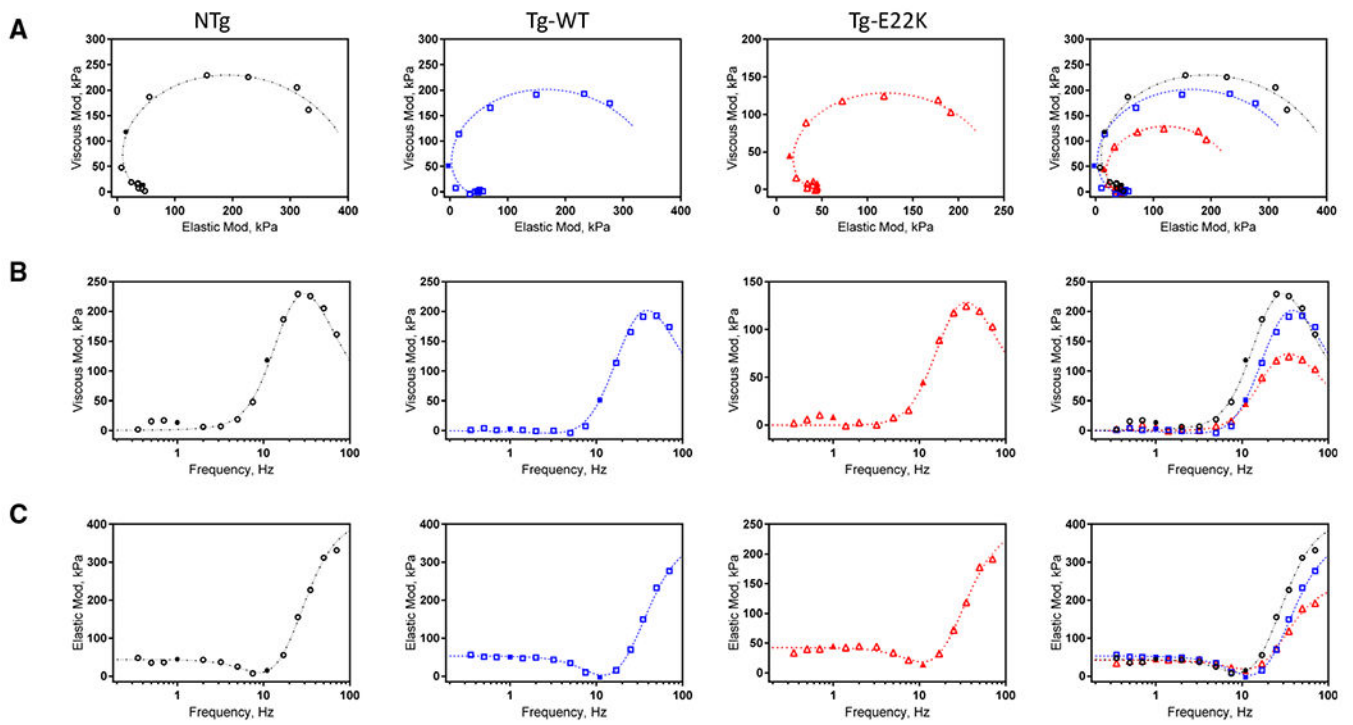 NTg Tg-WT Tg-E22K
A
300 250 200 150 100 50 0
Viscous Mod, kPa
0 100 200 300 400
Elastic Mod, kPa
300 250 200 150 100 50 0
Viscous Mod, kPa
0 100 200 300 400
Elastic Mod, kPa
200 150 100 50 0
Viscous Mod, kPa
0 50 100 150 200 250
Elastic Mod, kPa
300 250 200 150 100 50 0
Viscous Mod, kPa
0 100 200 300 400
Elastic Mod, kPa
B
250 200 150 100 50 0
Viscous Mod, kPa
1 10 100
Frequency, Hz
250 200 150 100 50 0
Viscous Mod, kPa
1 10 100
Frequency, Hz
150 100 50 0
Viscous Mod, kPa
1 10 100
Frequency, Hz
250 200 150 100 50 0
Viscous Mod, kPa
1 10 100
Frequency, Hz
C
400 300 200 100 0
Elastic Mod, kPa
1 10 100
Frequency, Hz
400 300 200 100 0
Elastic Mod, kPa
1 10 100
Frequency, Hz
250 200 150 100 50 0
Elastic Mod, kPa
1 10 100
Frequency, Hz
400 300 200 100 0
Elastic Mod, kPa
1 10 100
Frequency, Hz